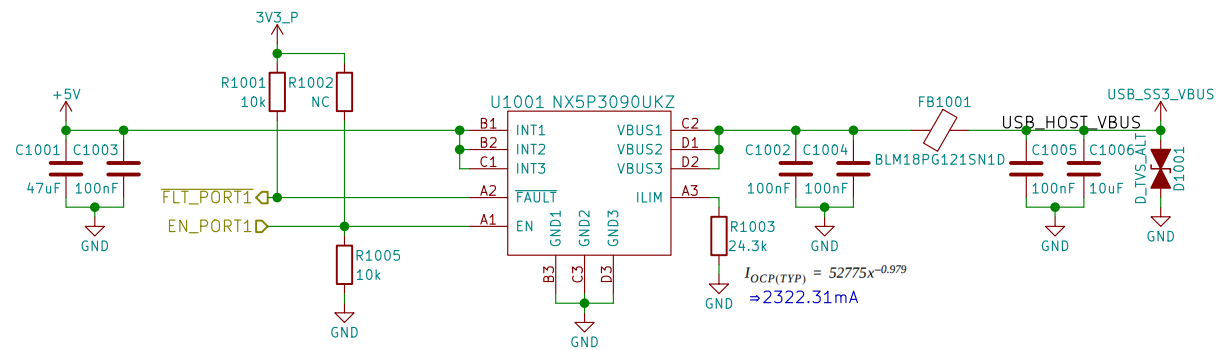 3V3_P
R1001
10k
R1002
NC
+5V
U1001 NX5P3090UKZ
FB1001
USB_SS3_VBUS
USB_HOST_VBUS
BLM18PG121SN1D
C1001
47uF
C1003
100nF
B1
B2
C1
A2
A1
INT1
INT2
INT3
FAULT
EN
VBUS1
VBUS2
VBUS3
ILIM
C2
D1
D2
A3
GND1
GND2
GND3
B3
C3
D3
C1002
100nF
C1004
100nF
C1005
100nF
C1006
10uF
D_TVS_ALT
D1001
FLT_PORT1
EN_PORT1
R1005
10k
R1003
24.3k
I_OCP(TYP) = 52775x^−0.979
⇒2322.31mA
GND
GND
GND
GND
GND
GND
GND